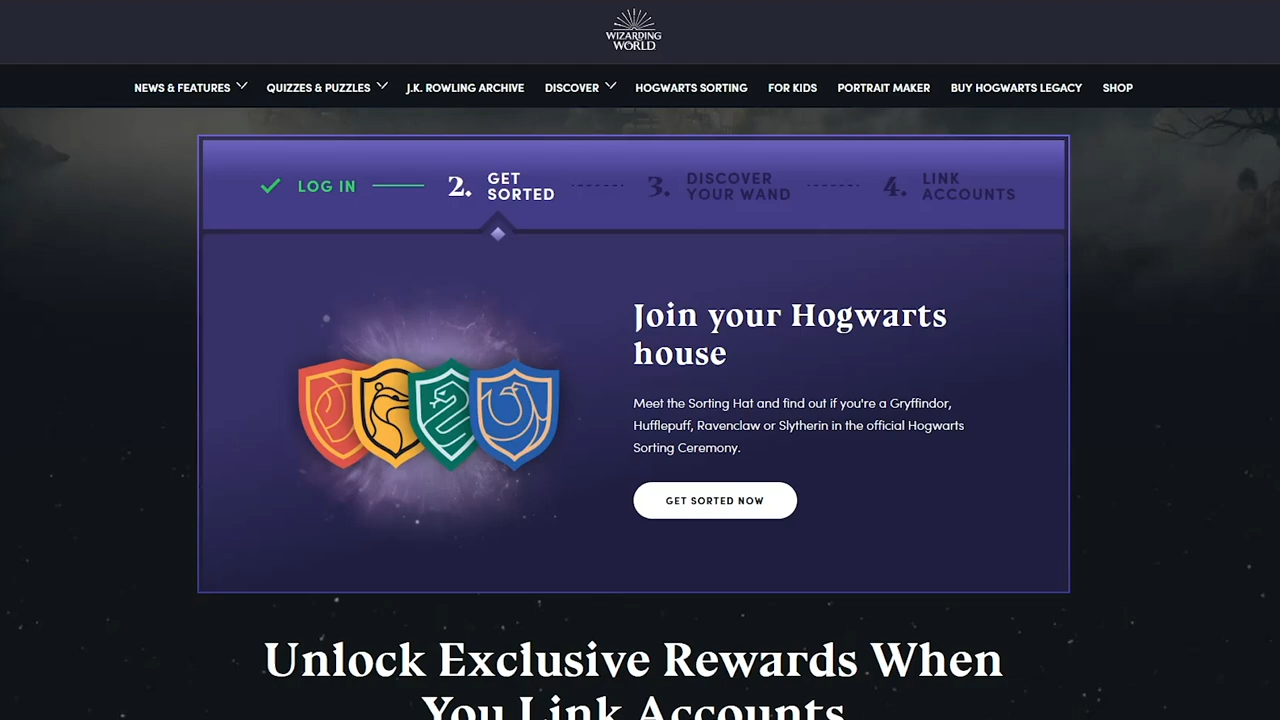 WIZARDING
WORLD
NEWS & FEATURES QUIZZES & PUZZLES J.K. ROWLING ARCHIVE DISCOVER HOGWARTS SORTING FOR KIDS PORTRAIT MAKER BUY HOGWARTS LEGACY SHOP
LOG IN
2. GET
SORTED
3. DISCOVER
YOUR WAND
4. LINK
ACCOUNTS
Join your Hogwarts
house
Meet the Sorting Hat and find out if you're a Gryffindor,
Hufflepuff, Ravenclaw or Slytherin in the official Hogwarts
Sorting Ceremony.
GET SORTED NOW
Unlock Exclusive Rewards When
You Link Accounts